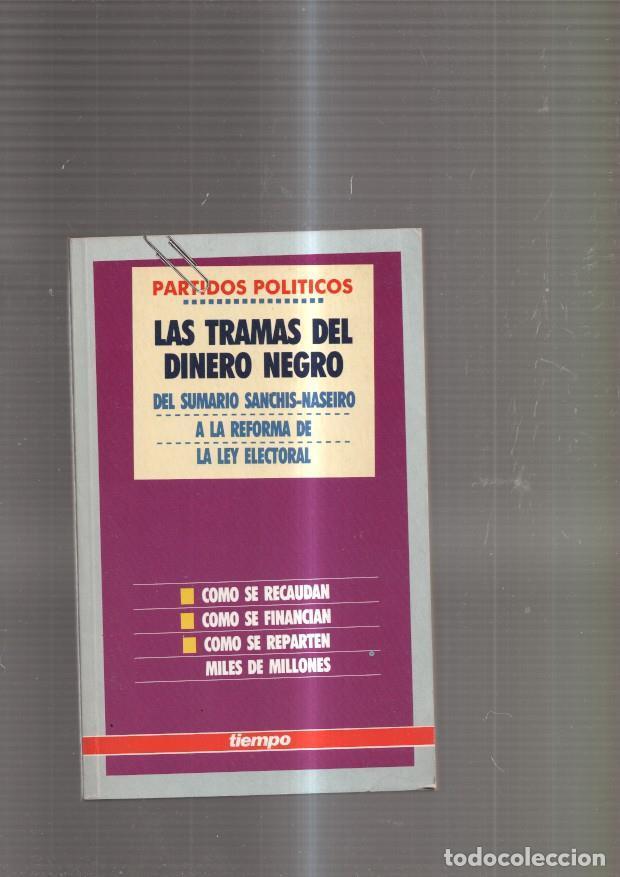 PARTIDOS POLITICOS
LAS TRAMAS DEL
DINERO NEGRO
DEL SUMARIO SANCHIS-NASEIRO
A LA REFORMA DE
LA LEY ELECTORAL
COMO SE RECAUDAN
COMO SE FINANCIAN
COMO SE REPARTEN
MILES DE MILLONES
tiempo
todocoleccion.net